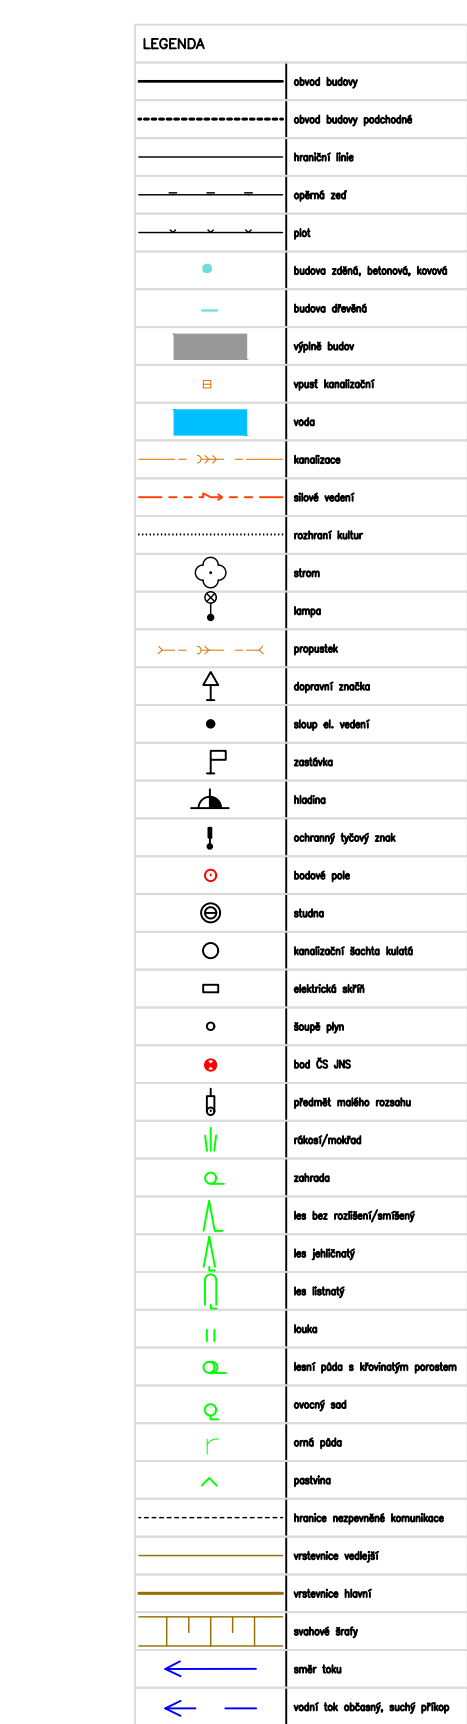 LEGENDA
obvod budovy
obvod budovy podchodné
hraniční linie
opěrná zeď
plot
budova zděná, betonová, kovová
budova dřevěná
výplně budov
vpusť kanalizační
voda
kanalizace
silové vedení
rozhraní kultur
strom
lampa
propustek
dopravní značka
sloup el. vedení
zastávka
hladina
ochranný tyčový znak
bodové pole
studna
kanalizační šachta kulatá
elektrická skříň
šoupě plyn
bod ČS JNS
předmět malého rozsahu
rákosí/mokřad
zahrada
les bez rozlišení/smíšený
les jehličnatý
les listnatý
louka
lesní půda s křovinatým porostem
ovocný sad
orná půda
pastvina
hranice nezpevněné komunikace
vrstevnice vedlejší
vrstevnice hlavní
svahové šrafy
směr toku
vodní tok občasný, suchý příkop